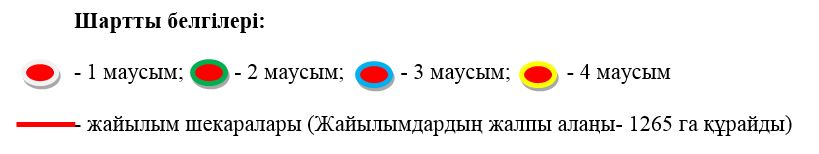 Шартты белгілері:
- 1 маусым; - 2 маусым; - 3 маусым; - 4 маусым
- жайылым шекаралары (Жайылымдардың жалпы алаңы- 1265 га құрайды)